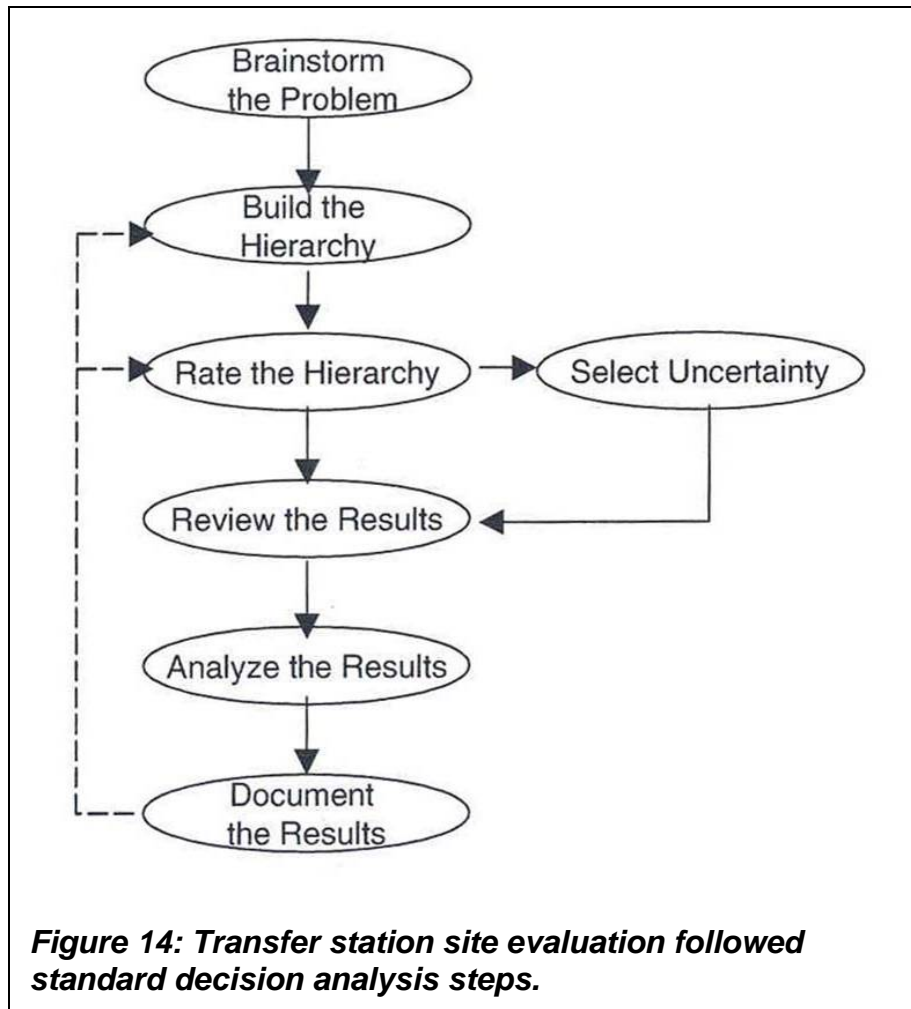 Brainstorm
the Problem
Build the
Hierarchy
Rate the Hierarchy
Select Uncertainty
Review the Results
Analyze the Results
Document
the Results
Figure 14: Transfer station site evaluation followed
standard decision analysis steps.